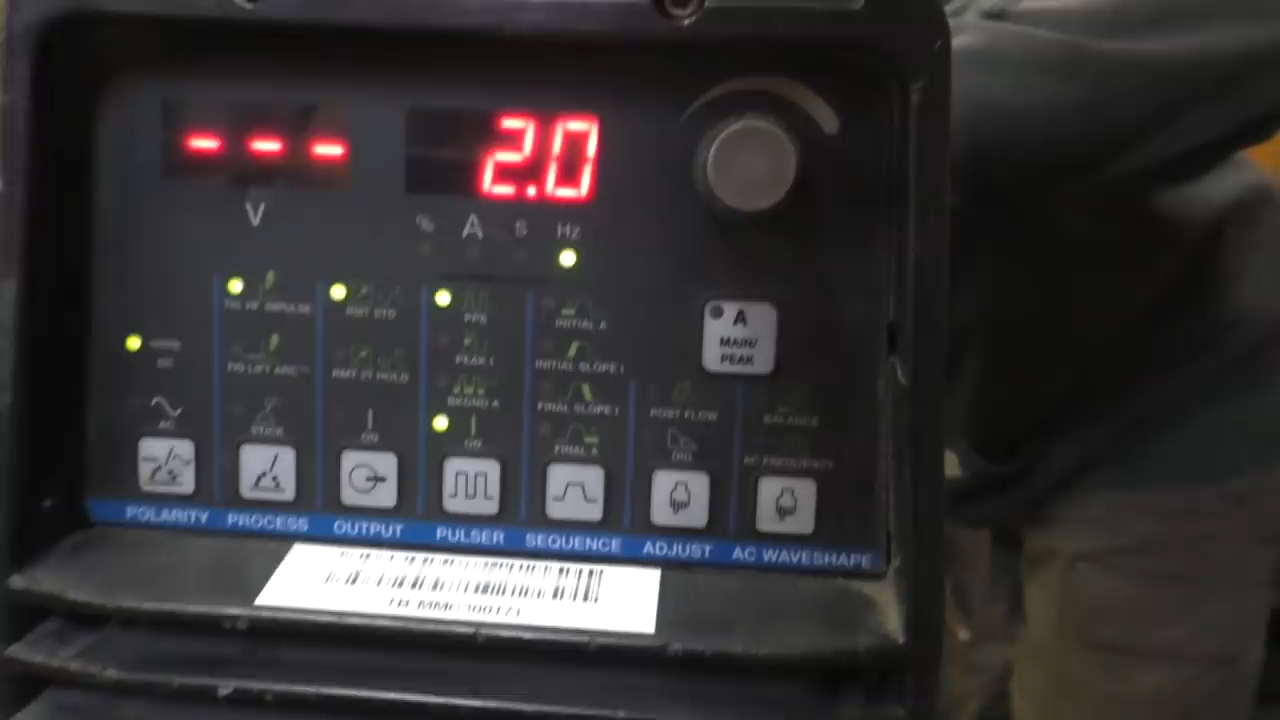 - - - 2.0
V
% A S Hz
TIG HF IMPULSE RMT STD PPS INITIAL A
A
MAIN/
PEAK
DC TIG LIFT ARC RMT 2T HOLD PEAK t INITIAL SLOPE t
BKGND A FINAL SLOPE t POST FLOW BALANCE
AC STICK ON ON FINAL A DIG AC FREQUENCY
POLARITY PROCESS OUTPUT PULSER SEQUENCE ADJUST AC WAVESHAPE